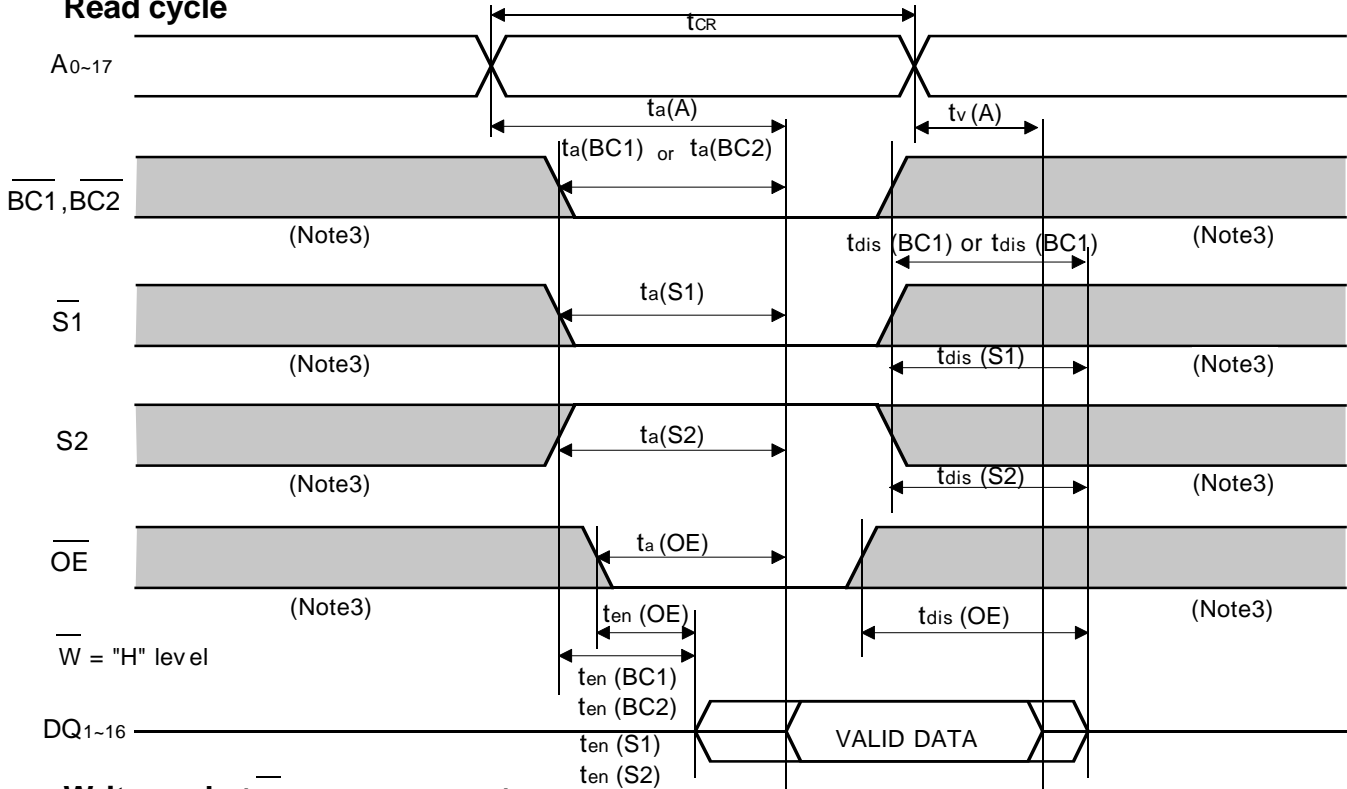 Read cycle
tCR
A0~17
ta(A)
tv (A)
ta(BC1) or ta(BC2)
BC1,BC2
(Note3)
tdis (BC1) or tdis (BC1)
(Note3)
S1
ta(S1)
(Note3)
tdis (S1)
(Note3)
S2
ta(S2)
(Note3)
tdis (S2)
(Note3)
OE
ta (OE)
(Note3)
ten (OE)
tdis (OE)
(Note3)
W = "H" level
ten (BC1)
ten (BC2)
DQ1~16
VALID DATA
ten (S1)
ten (S2)